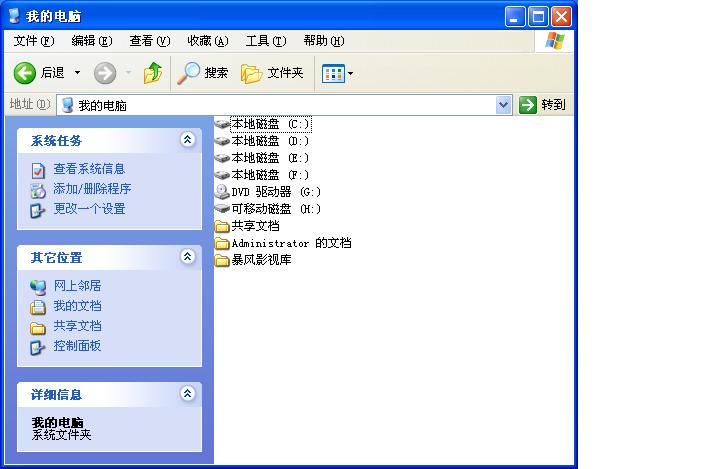 我的电脑
文件(F) 编辑(E) 查看(V) 收藏(A) 工具(T) 帮助(H)
后退 搜索 文件夹
地址(D) 我的电脑 转到
系统任务
查看系统信息
添加/删除程序
更改一个设置
其它位置
网上邻居
我的文档
共享文档
控制面板
详细信息
我的电脑
系统文件夹
本地磁盘 (C:)
本地磁盘 (D:)
本地磁盘 (E:)
本地磁盘 (F:)
DVD 驱动器 (G:)
可移动磁盘 (H:)
共享文档
Administrator 的文档
暴风影视库